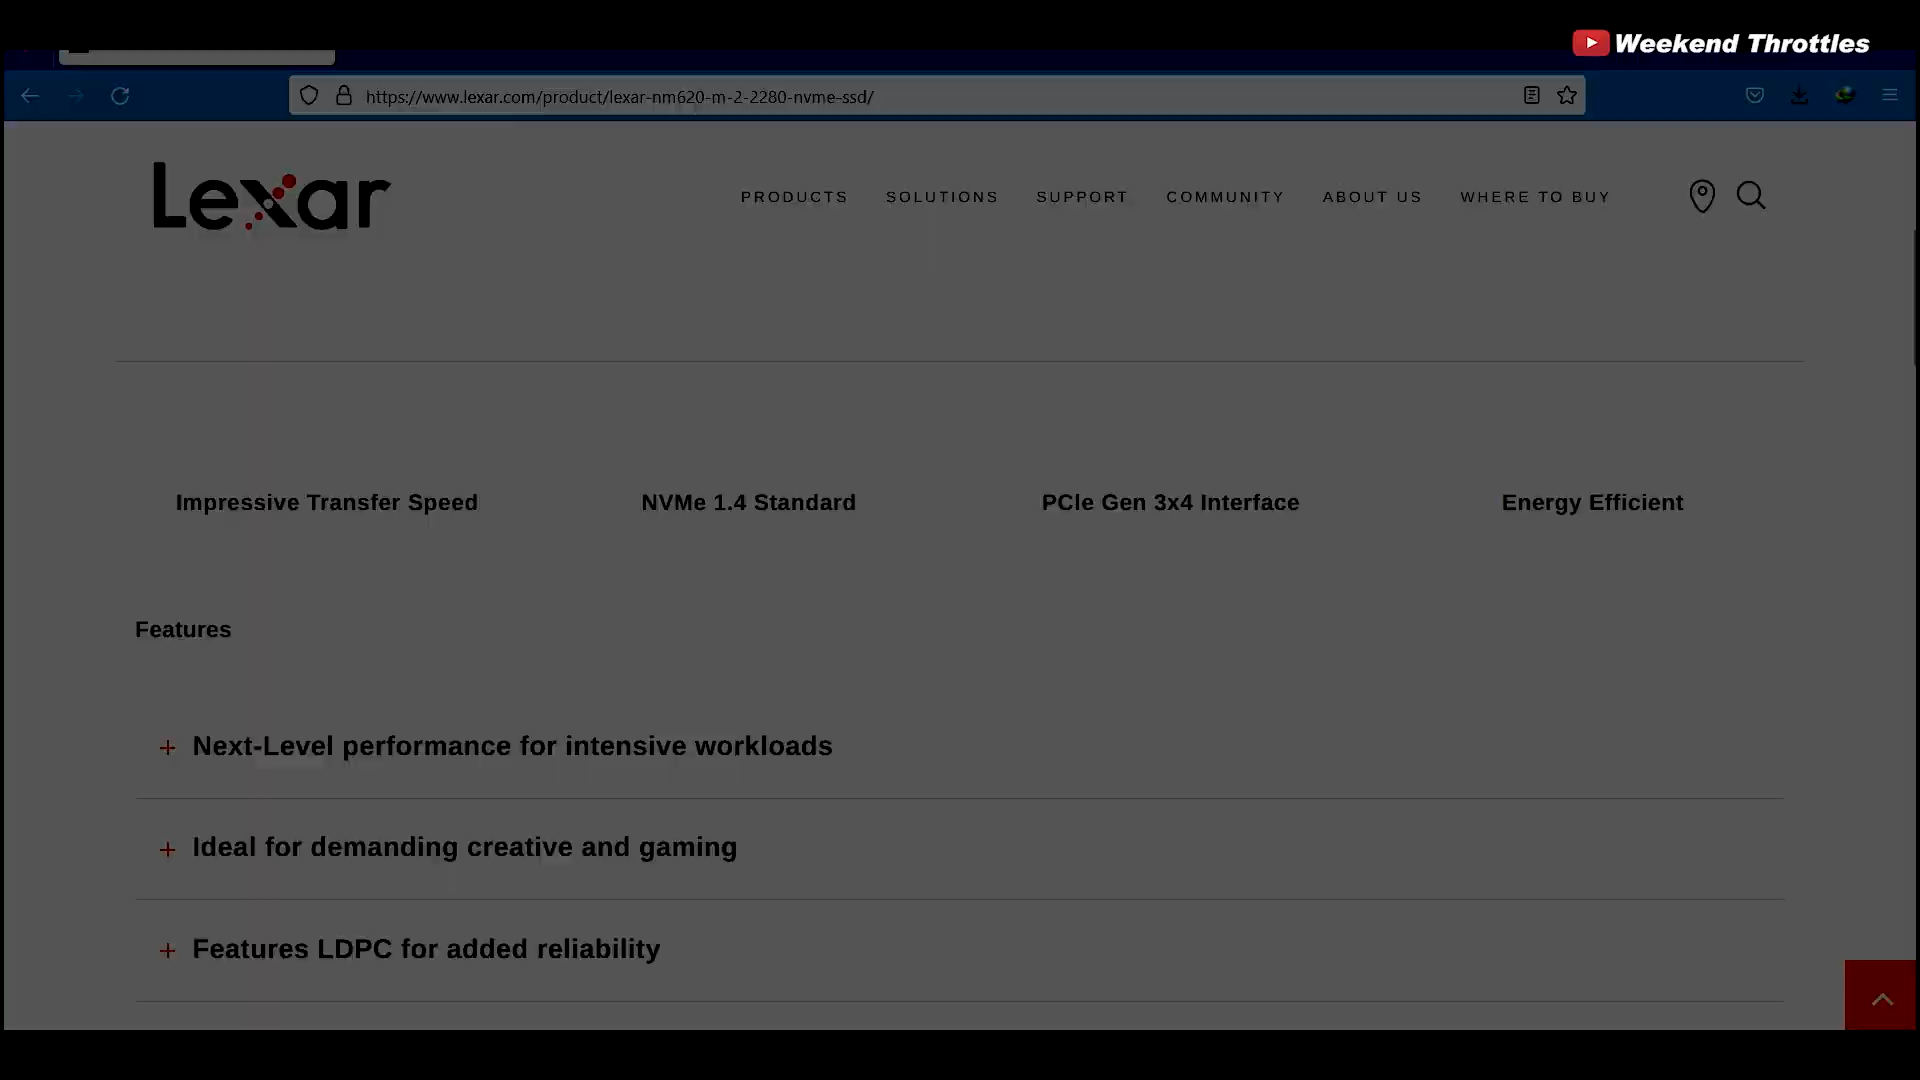 Weekend Throttles
https://www.lexar.com/product/lexar-nm620-m-2-2280-nvme-ssd/
Lexar
PRODUCTS SOLUTIONS SUPPORT COMMUNITY ABOUT US WHERE TO BUY
Impressive Transfer Speed NVMe 1.4 Standard PCIe Gen 3x4 Interface Energy Efficient
Features
+ Next-Level performance for intensive workloads
+ Ideal for demanding creative and gaming
+ Features LDPC for added reliability